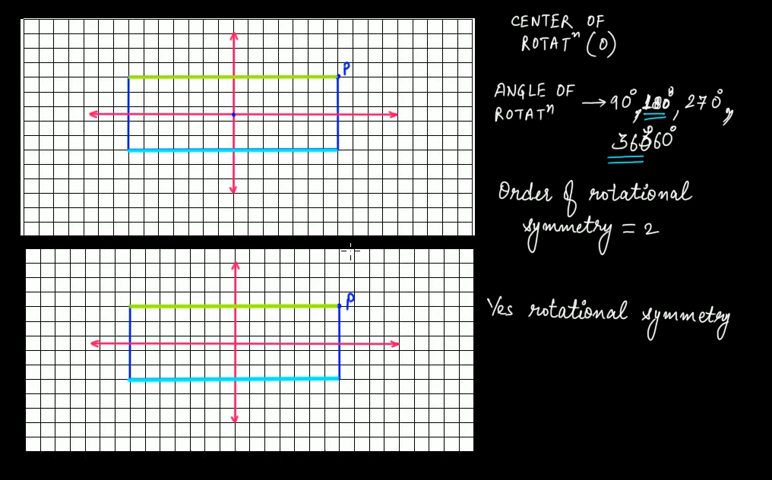 P
P
CENTER OF
ROTATⁿ (O)
ANGLE OF
ROTATⁿ → 90°, 180°, 270°,
360°
Order of rotational
symmetry = 2
Yes rotational symmetry